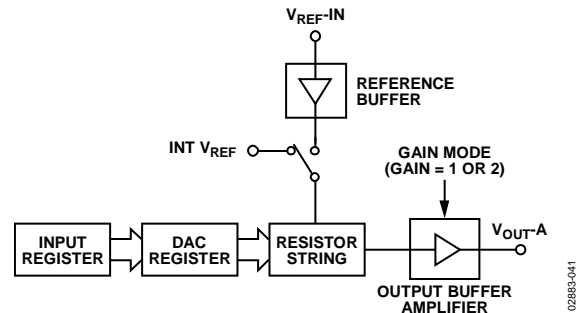 VREF-IN
REFERENCE
BUFFER
INT VREF
GAIN MODE
(GAIN = 1 OR 2)
INPUT
REGISTER
DAC
REGISTER
RESISTOR
STRING
VOUT-A
OUTPUT BUFFER
AMPLIFIER
02883-041